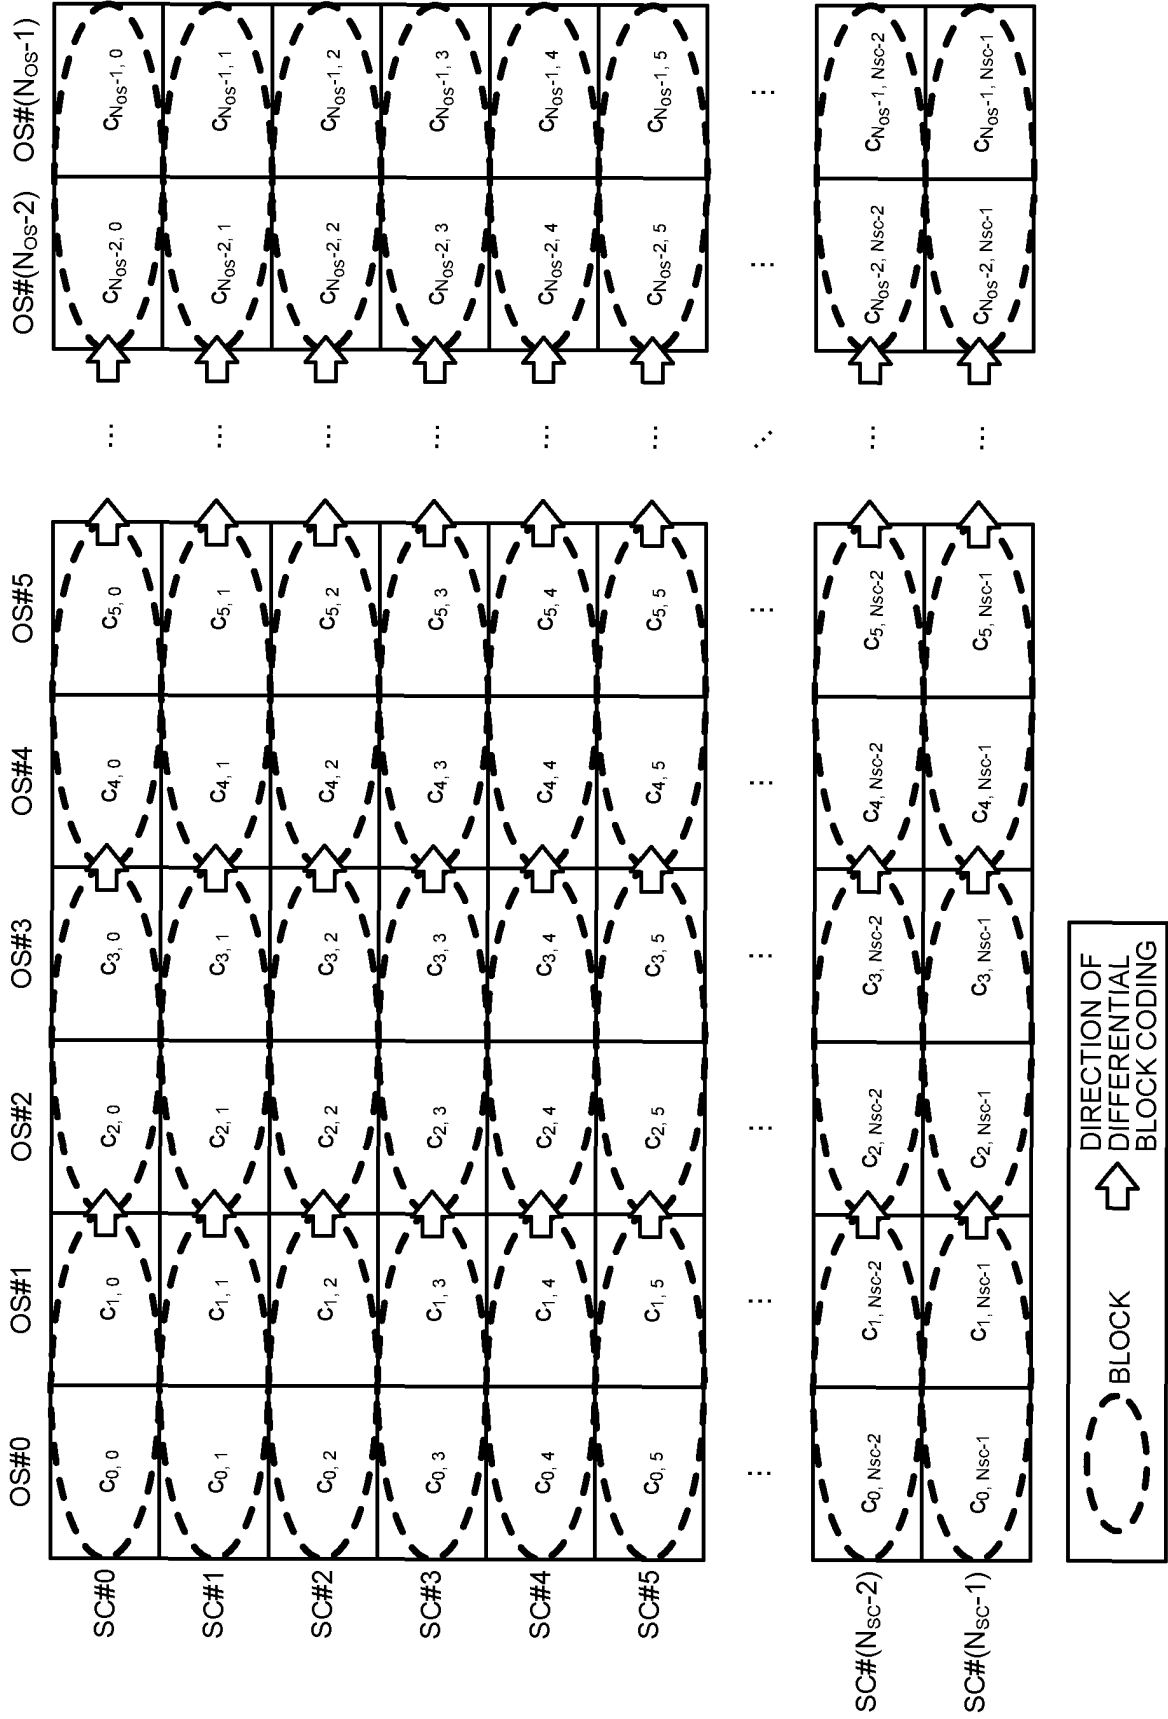 OS#0 OS#1 OS#2 OS#3 OS#4 OS#5 OS#(NOS-2) OS#(NOS-1)
SC#0 C0, 0 C1, 0 C2, 0 C3, 0 C4, 0 C5, 0 ... CNOS-2, 0 CNOS-1, 0
SC#1 C0, 1 C1, 1 C2, 1 C3, 1 C4, 1 C5, 1 ... CNOS-2, 1 CNOS-1, 1
SC#2 C0, 2 C1, 2 C2, 2 C3, 2 C4, 2 C5, 2 ... CNOS-2, 2 CNOS-1, 2
SC#3 C0, 3 C1, 3 C2, 3 C3, 3 C4, 3 C5, 3 ... CNOS-2, 3 CNOS-1, 3
SC#4 C0, 4 C1, 4 C2, 4 C3, 4 C4, 4 C5, 4 ... CNOS-2, 4 CNOS-1, 4
SC#5 C0, 5 C1, 5 C2, 5 C3, 5 C4, 5 C5, 5 ... CNOS-2, 5 CNOS-1, 5
... ... ... ... ... ... ... ... ...
SC#(NSC-2) C0, Nsc-2 C1, Nsc-2 C2, Nsc-2 C3, Nsc-2 C4, Nsc-2 C5, Nsc-2 ... CNOS-2, Nsc-2 CNOS-1, Nsc-2
SC#(NSC-1) C0, Nsc-1 C1, Nsc-1 C2, Nsc-1 C3, Nsc-1 C4, Nsc-1 C5, Nsc-1 ... CNOS-2, Nsc-1 CNOS-1, Nsc-1
BLOCK
DIRECTION OF
DIFFERENTIAL
BLOCK CODING